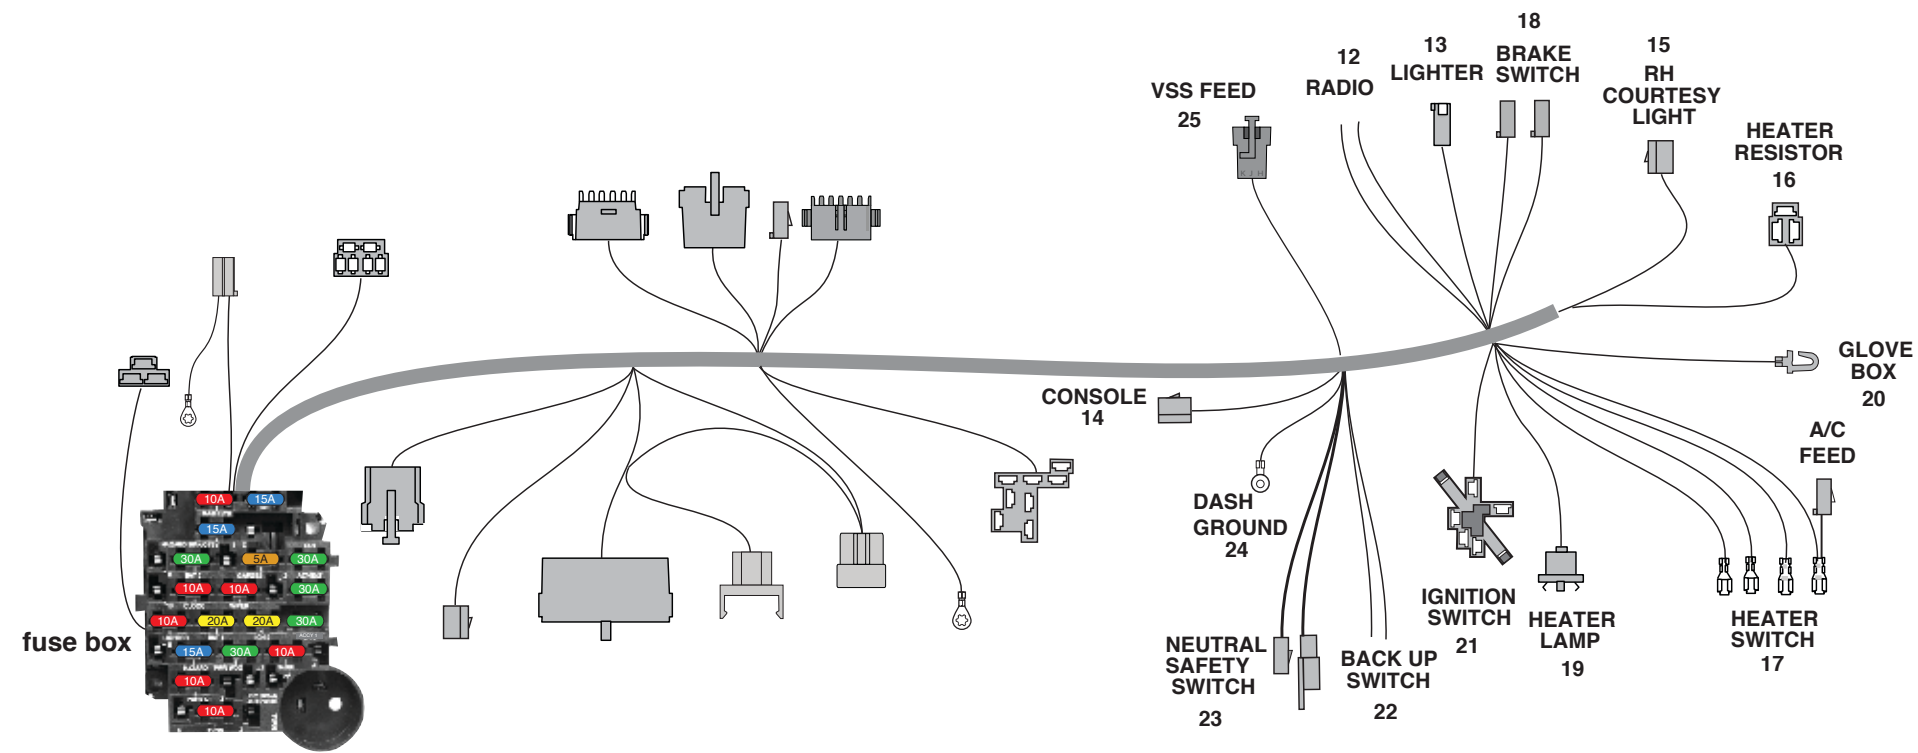 18
12
13
BRAKE
SWITCH
15
RADIO
LIGHTER
RH
COURTESY
LIGHT
VSS FEED
25
HEATER
RESISTOR
16
CONSOLE
14
GLOVE
BOX
20
A/C
FEED
DASH
GROUND
24
IGNITION
SWITCH
21
HEATER
LAMP
19
HEATER
SWITCH
17
NEUTRAL
SAFETY
SWITCH
23
BACK UP
SWITCH
22
fuse box
10A 15A
15A
30A 5A 30A
10A 10A 30A
10A 20A 20A 30A
15A 30A 10A
10A
10A